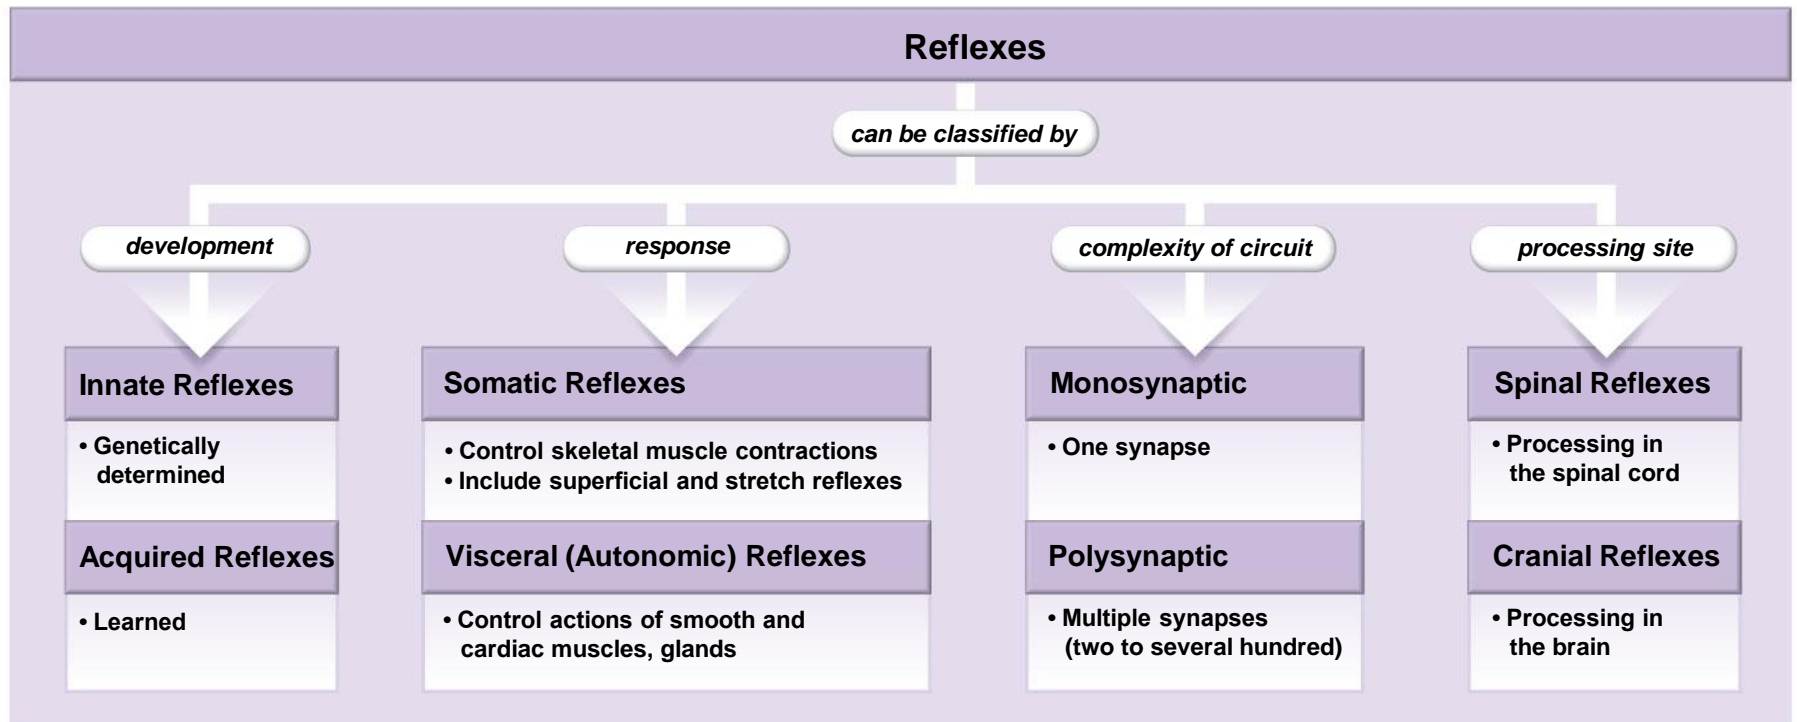 Reflexes
can be classified by
development
response
complexity of circuit
processing site
Innate Reflexes
• Genetically
determined
Acquired Reflexes
• Learned
Somatic Reflexes
• Control skeletal muscle contractions
• Include superficial and stretch reflexes
Visceral (Autonomic) Reflexes
• Control actions of smooth and
cardiac muscles, glands
Monosynaptic
• One synapse
Polysynaptic
• Multiple synapses
(two to several hundred)
Spinal Reflexes
• Processing in
the spinal cord
Cranial Reflexes
• Processing in
the brain